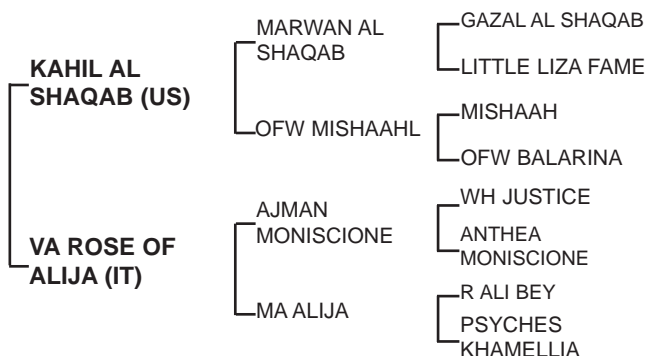 KAHIL AL
SHAQAB (US)
MARWAN AL
SHAQAB
GAZAL AL SHAQAB
LITTLE LIZA FAME
OFW MISHAAHL
MISHAAH
OFW BALARINA
VA ROSE OF
ALIJA (IT)
AJMAN
MONISCIONE
WH JUSTICE
ANTHEA
MONISCIONE
MA ALIJA
R ALI BEY
PSYCHES
KHAMELLIA